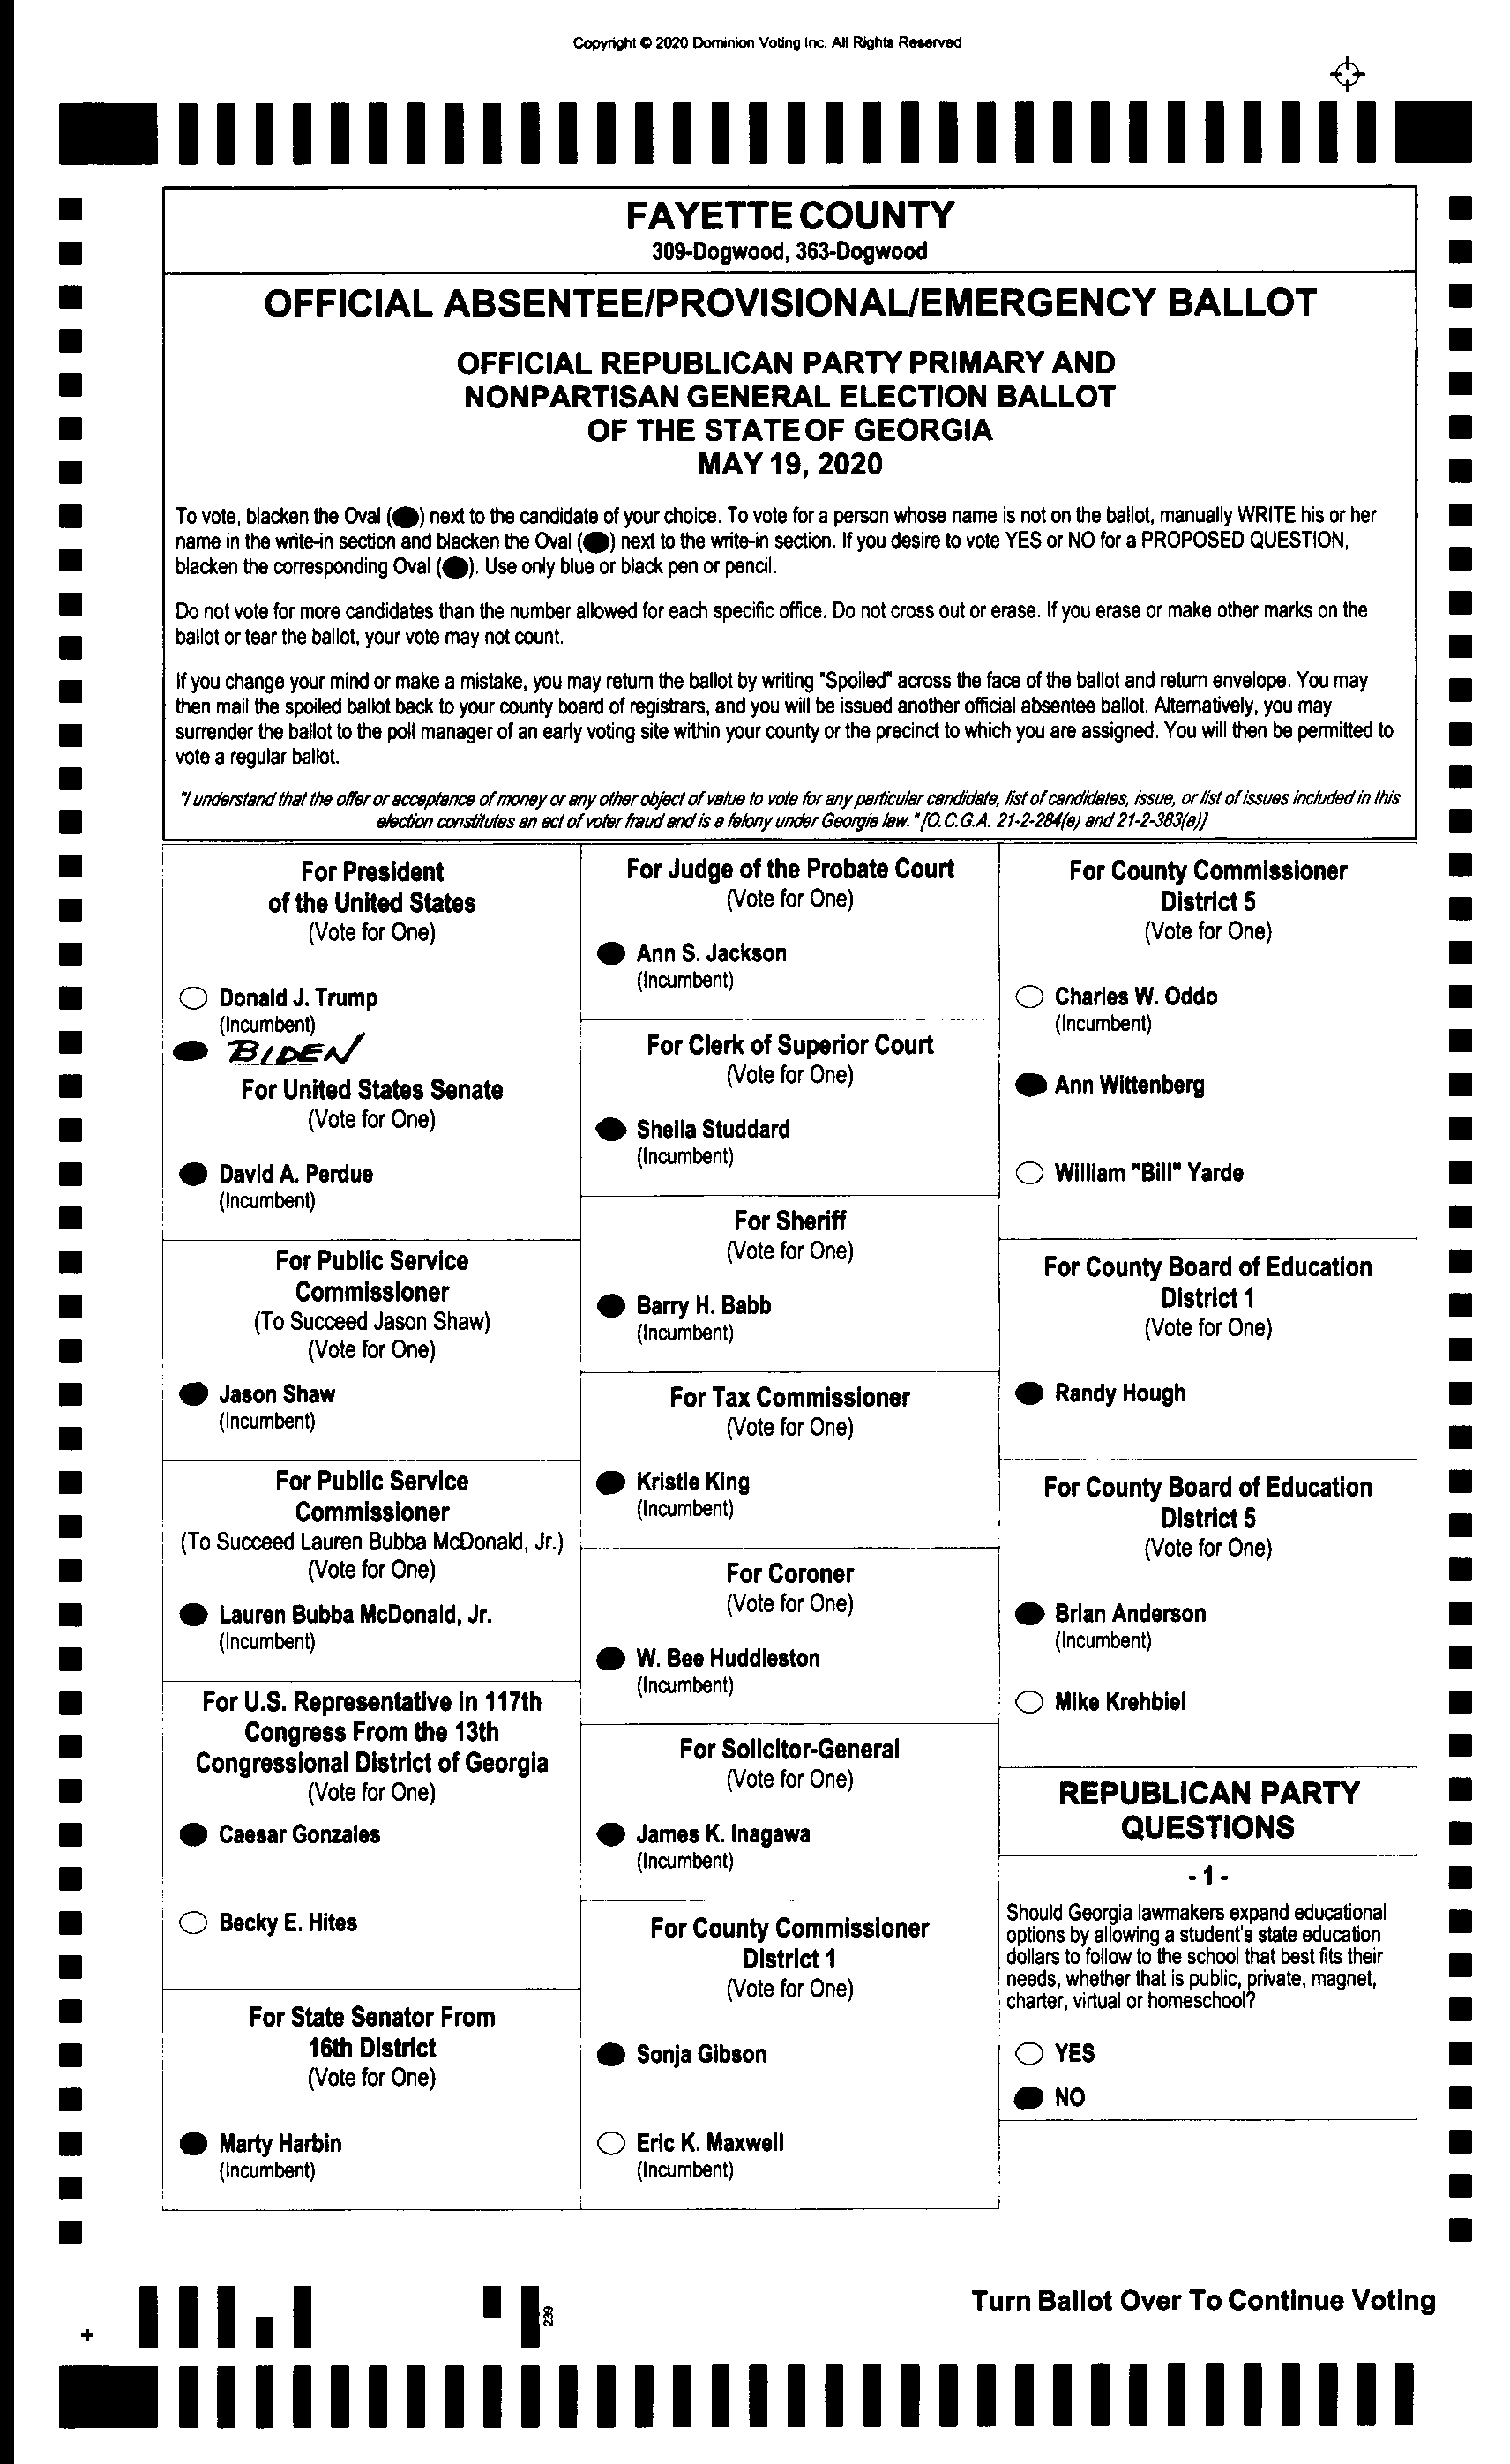 Copyright © 2020 Dominion Voting Inc. All Rights Reserved
FAYETTE COUNTY
309-Dogwood, 363-Dogwood
OFFICIAL ABSENTEE/PROVISIONAL/EMERGENCY BALLOT
OFFICIAL REPUBLICAN PARTY PRIMARY AND
NONPARTISAN GENERAL ELECTION BALLOT
OF THE STATE OF GEORGIA
MAY 19, 2020
To vote, blacken the Oval (●) next to the candidate of your choice. To vote for a person whose name is not on the ballot, manually WRITE his or her
name in the write-in section and blacken the Oval (●) next to the write-in section. If you desire to vote YES or NO for a PROPOSED QUESTION,
blacken the corresponding Oval (●). Use only blue or black pen or pencil.
Do not vote for more candidates than the number allowed for each specific office. Do not cross out or erase. If you erase or make other marks on the
ballot or tear the ballot, your vote may not count.
If you change your mind or make a mistake, you may return the ballot by writing "Spoiled" across the face of the ballot and return envelope. You may
then mail the spoiled ballot back to your county board of registrars, and you will be issued another official absentee ballot. Alternatively, you may
surrender the ballot to the poll manager of an early voting site within your county or the precinct to which you are assigned. You will then be permitted to
vote a regular ballot.
"I understand that the offer or acceptance of money or any other object of value to vote for any particular candidate, list of candidates, issue, or list of issues included in this
election constitutes an act of voter fraud and is a felony under Georgia law." [O.C.G.A. 21-2-284(e) and 21-2-383(a)]
For President
of the United States
(Vote for One)
Donald J. Trump
(Incumbent)
BIDEN
For United States Senate
(Vote for One)
David A. Perdue
(Incumbent)
For Public Service
Commissioner
(To Succeed Jason Shaw)
(Vote for One)
Jason Shaw
(Incumbent)
For Public Service
Commissioner
(To Succeed Lauren Bubba McDonald, Jr.)
(Vote for One)
Lauren Bubba McDonald, Jr.
(Incumbent)
For U.S. Representative in 117th
Congress From the 13th
Congressional District of Georgia
(Vote for One)
Caesar Gonzales
Becky E. Hites
For State Senator From
16th District
(Vote for One)
Marty Harbin
(Incumbent)
For Judge of the Probate Court
(Vote for One)
Ann S. Jackson
(Incumbent)
For Clerk of Superior Court
(Vote for One)
Sheila Studdard
(Incumbent)
For Sheriff
(Vote for One)
Barry H. Babb
(Incumbent)
For Tax Commissioner
(Vote for One)
Kristie King
(Incumbent)
For Coroner
(Vote for One)
W. Bee Huddleston
(Incumbent)
For Solicitor-General
(Vote for One)
James K. Inagawa
(Incumbent)
For County Commissioner
District 1
(Vote for One)
Sonja Gibson
Eric K. Maxwell
(Incumbent)
For County Commissioner
District 5
(Vote for One)
Charles W. Oddo
(Incumbent)
Ann Wittenberg
William "Bill" Yarde
For County Board of Education
District 1
(Vote for One)
Randy Hough
For County Board of Education
District 5
(Vote for One)
Brian Anderson
(Incumbent)
Mike Krehbiel
REPUBLICAN PARTY
QUESTIONS
- 1 -
Should Georgia lawmakers expand educational
options by allowing a student's state education
dollars to follow to the school that best fits their
needs, whether that is public, private, magnet,
charter, virtual or homeschool?
YES
NO
239
Turn Ballot Over To Continue Voting